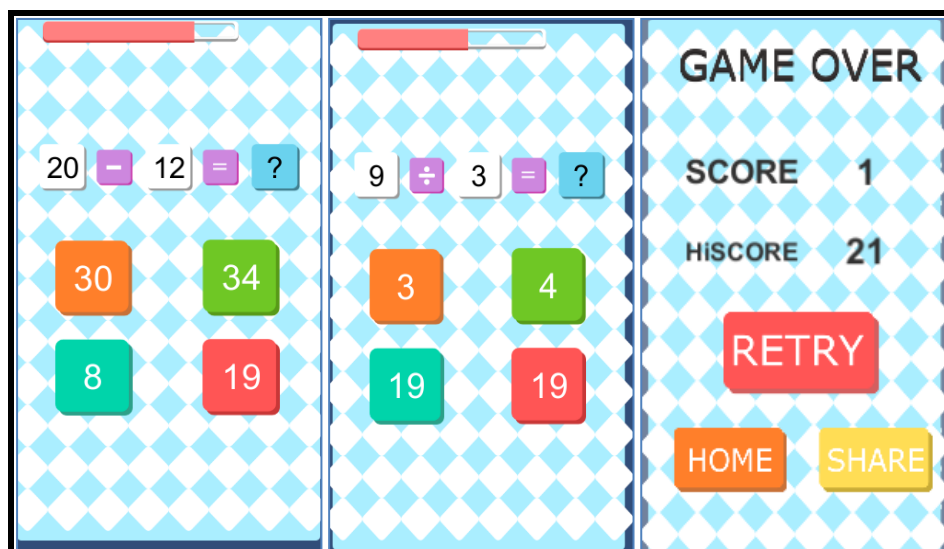 20 - 12 = ?
30 34
8 19
9 ÷ 3 = ?
3 4
19 19
GAME OVER
SCORE 1
HiSCORE 21
RETRY
HOME SHARE